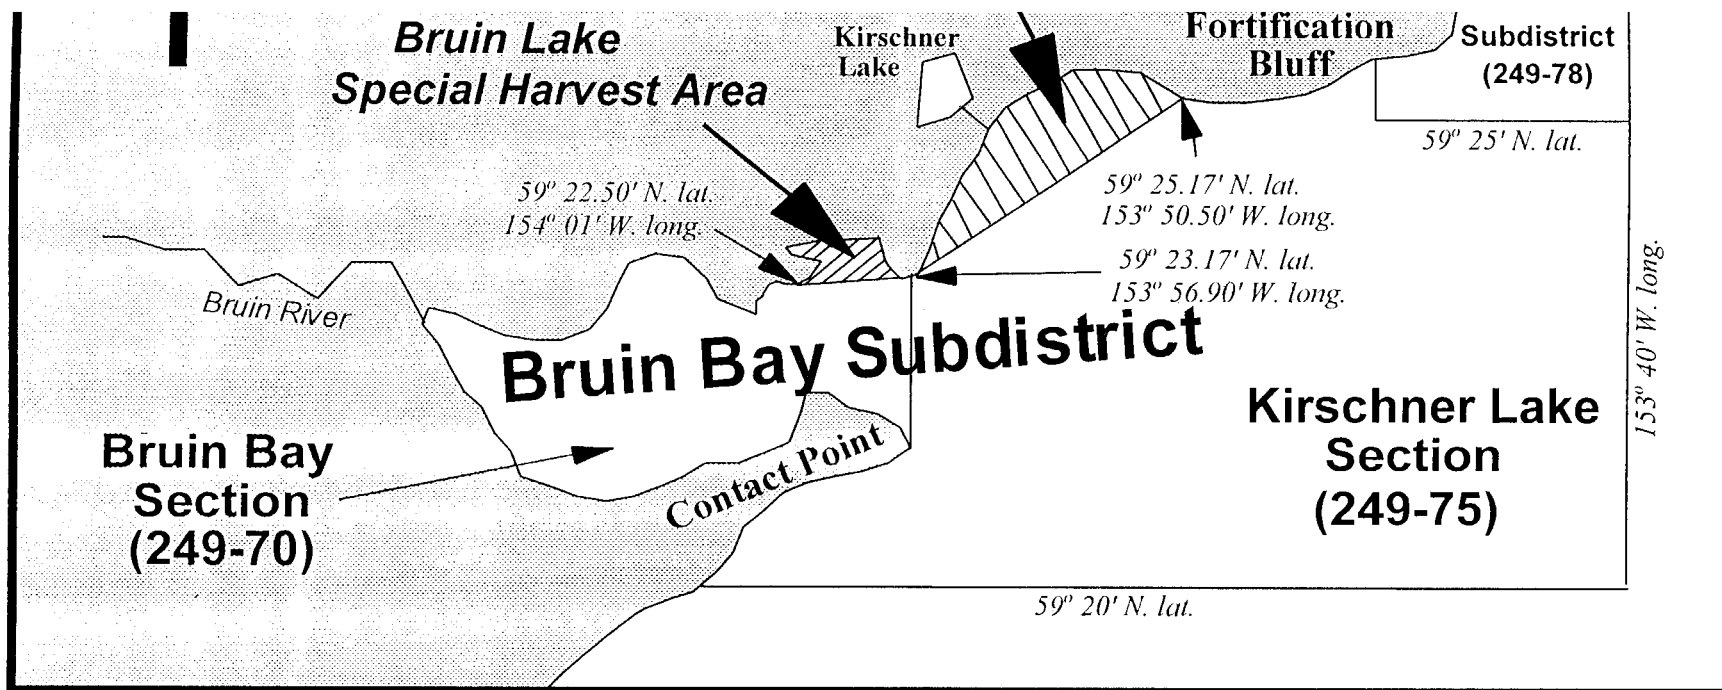 Bruin Lake
Special Harvest Area
Kirschner
Lake
Fortification
Bluff
Subdistrict
(249-78)
59° 25' N. lat.
59° 22.50' N. lat.
154° 01' W. long.
59° 25.17' N. lat.
153° 50.50' W. long.
59° 23.17' N. lat.
153° 56.90' W. long.
153° 40' W. long.
Bruin River
Bruin Bay Subdistrict
Kirschner Lake
Section
(249-75)
Bruin Bay
Section
(249-70)
Contact Point
59° 20' N. lat.